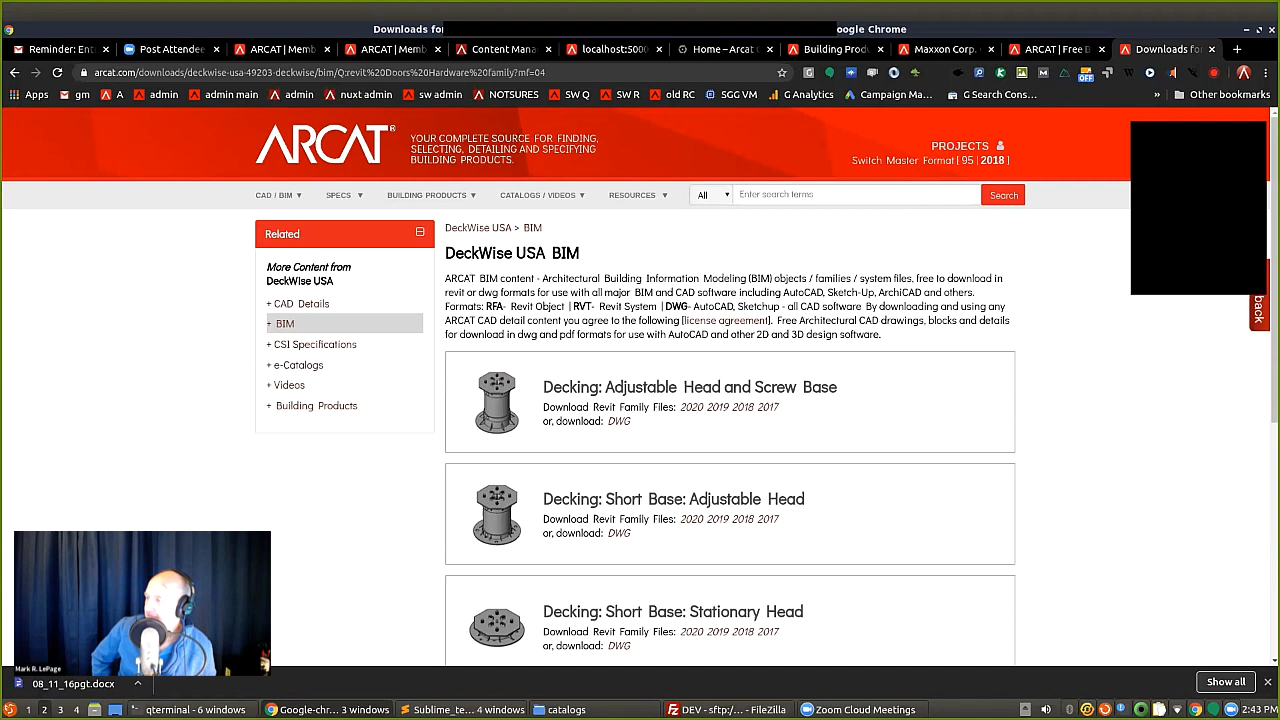 Downloads for
oogle Chrome
Reminder: Ent
Post Attendee
ARCAT | Memb
ARCAT | Memb
Content Mana
localhost:5000
Home – Arcat C
Building Produ
Maxxon Corp.
ARCAT | Free B
Downloads for
arcat.com/downloads/deckwise-usa-49203-deckwise/bim/Q:revit%20Doors%20Hardware%20family?mf=04
Apps
gm
A
admin
admin main
admin
nuxt admin
sw admin
NOTSURES
SW Q
SW R
old RC
SGG VM
G Analytics
Campaign Ma...
G Search Cons...
Other bookmarks
ARCAT®
YOUR COMPLETE SOURCE FOR FINDING,
SELECTING, DETAILING AND SPECIFYING
BUILDING PRODUCTS.
PROJECTS
Switch Master Format | 95 | 2018 |
CAD / BIM
SPECS
BUILDING PRODUCTS
CATALOGS / VIDEOS
RESOURCES
All
Enter search terms
Search
Related
More Content from
DeckWise USA
+ CAD Details
+ BIM
+ CSI Specifications
+ e-Catalogs
+ Videos
+ Building Products
DeckWise USA > BIM
DeckWise USA BIM
ARCAT BIM content - Architectural Building Information Modeling (BIM) objects / families / system files, free to download in
revit or dwg formats for use with all major BIM and CAD software including AutoCAD, Sketch-Up, ArchiCAD and others.
Formats: RFA- Revit Object | RVT- Revit System | DWG- AutoCAD, Sketchup - all CAD software By downloading and using any
ARCAT CAD detail content you agree to the following [license agreement]. Free Architectural CAD drawings, blocks and details
for download in dwg and pdf formats for use with AutoCAD and other 2D and 3D design software.
Decking: Adjustable Head and Screw Base
Download Revit Family Files: 2020 2019 2018 2017
or, download: DWG
Decking: Short Base: Adjustable Head
Download Revit Family Files: 2020 2019 2018 2017
or, download: DWG
Decking: Short Base: Stationary Head
Download Revit Family Files: 2020 2019 2018 2017
or, download: DWG
back
Mark R. LePage
08_11_16pgt.docx
Show all
1 2 3 4
qterminal - 6 windows
Google-chr... 3 windows
Sublime_te... 4 windows
catalogs
DEV - sftp:/... - FileZilla
Zoom Cloud Meetings
2:43 PM